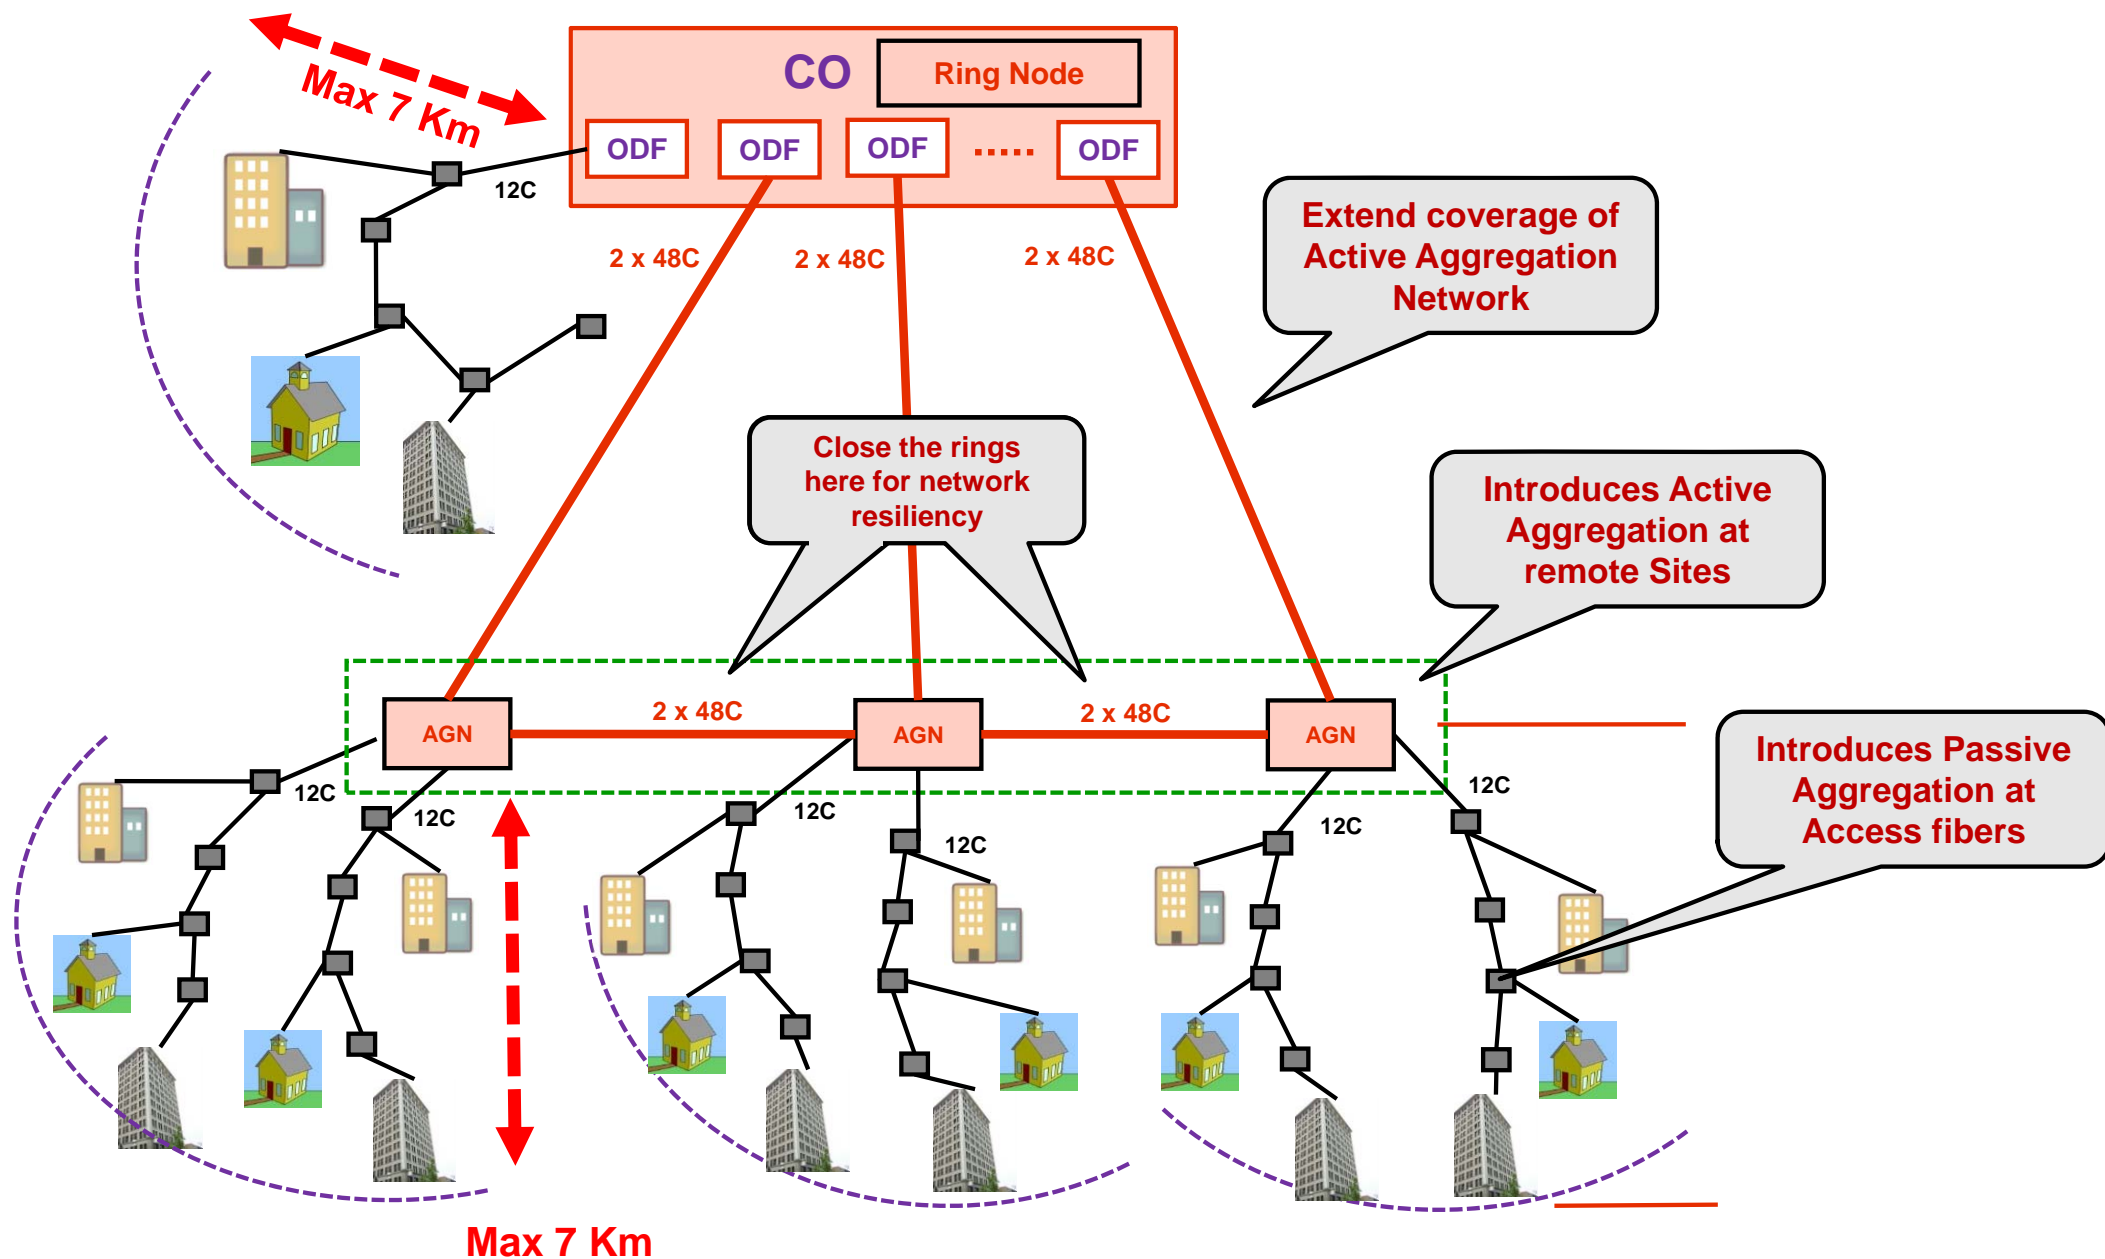 Max 7 Km
CO
Ring Node
ODF
ODF
ODF
.....
ODF
12C
2 x 48C
2 x 48C
2 x 48C
Extend coverage of
Active Aggregation
Network
Close the rings
here for network
resiliency
Introduces Active
Aggregation at
remote Sites
AGN
2 x 48C
AGN
2 x 48C
AGN
Introduces Passive
Aggregation at
Access fibers
12C
12C
12C
12C
12C
12C
Max 7 Km